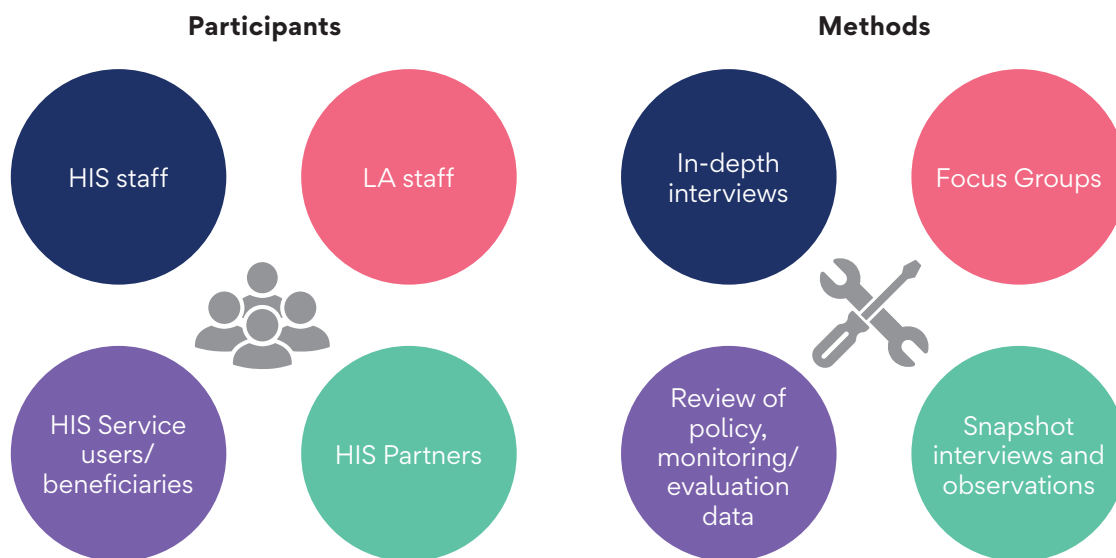 Participants
HIS staff
LA staff
HIS Service
users/
beneficiaries
HIS Partners
Methods
In-depth
interviews
Focus Groups
Review of
policy,
monitoring/
evaluation
data
Snapshot
interviews and
observations